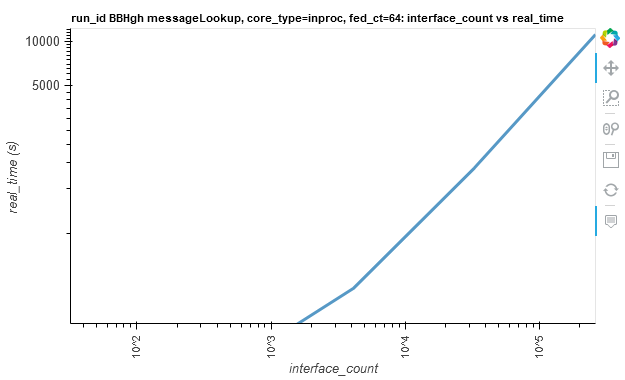 run_id BBHgh messageLookup, core_type=inproc, fed_ct=64: interface_count vs real_time
10000
5000
real_time (s)
10^2
10^3
10^4
10^5
interface_count